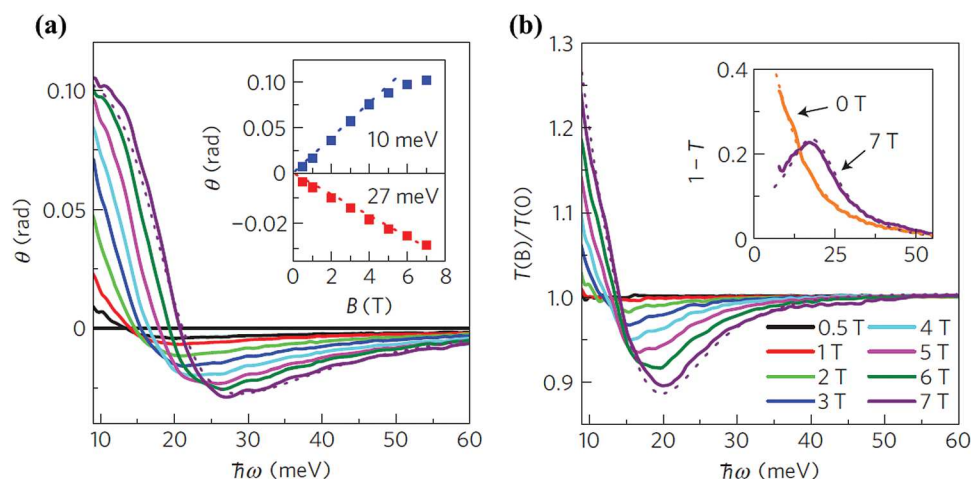 (a)
θ (rad)
0.10
0.05
0
10
20
30
40
50
60
ħω (meV)
θ (rad)
0.10
0.05
0.00
−0.02
10 meV
27 meV
0
2
4
6
8
B (T)
(b)
T(B)/T(0)
1.3
1.2
1.1
1.0
0.9
10
20
30
40
50
60
ħω (meV)
1 − T
0.4
0.2
0
0
25
50
0 T
7 T
0.5 T
1 T
2 T
3 T
4 T
5 T
6 T
7 T